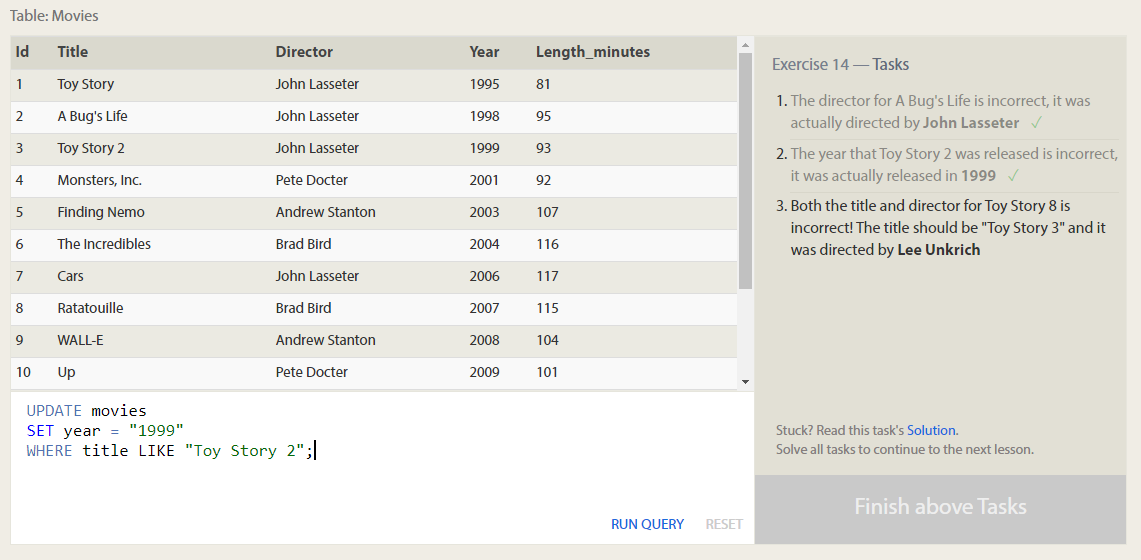 Table: Movies
Id Title Director Year Length_minutes
1 Toy Story John Lasseter 1995 81
2 A Bug's Life John Lasseter 1998 95
3 Toy Story 2 John Lasseter 1999 93
4 Monsters, Inc. Pete Docter 2001 92
5 Finding Nemo Andrew Stanton 2003 107
6 The Incredibles Brad Bird 2004 116
7 Cars John Lasseter 2006 117
8 Ratatouille Brad Bird 2007 115
9 WALL-E Andrew Stanton 2008 104
10 Up Pete Docter 2009 101
UPDATE movies
SET year = "1999"
WHERE title LIKE "Toy Story 2";
RUN QUERY RESET
Exercise 14 — Tasks
1. The director for A Bug's Life is incorrect, it was
actually directed by John Lasseter ✓
2. The year that Toy Story 2 was released is incorrect,
it was actually released in 1999 ✓
3. Both the title and director for Toy Story 8 is
incorrect! The title should be "Toy Story 3" and it
was directed by Lee Unkrich
Stuck? Read this task's Solution.
Solve all tasks to continue to the next lesson.
Finish above Tasks